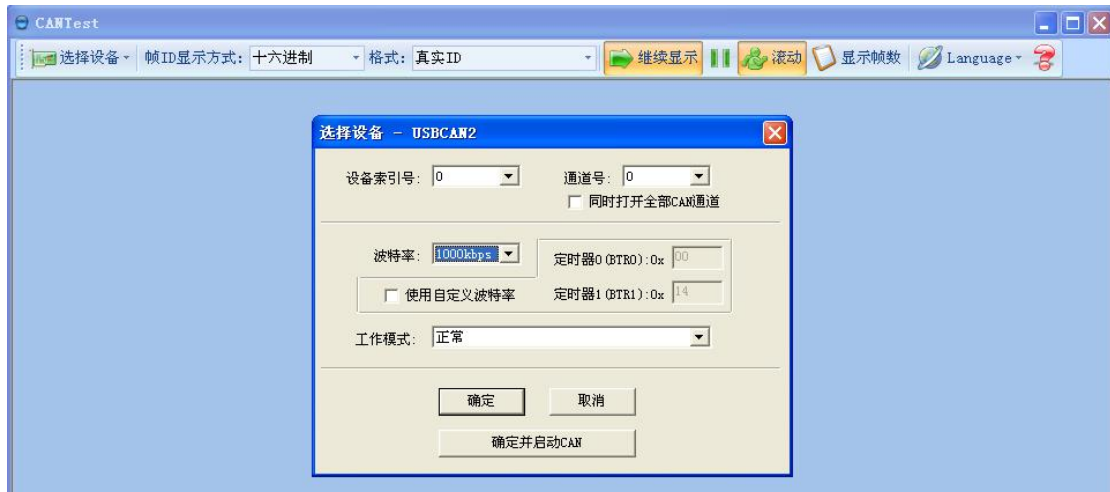 CANTest
选择设备 帧ID显示方式: 十六进制 格式: 真实ID 继续显示 滚动 显示帧数 Language
选择设备 - USBCAN2
设备索引号: 0 通道号: 0
同时打开全部CAN通道
波特率: 1000kbps 定时器0(BTR0):0x 00
使用自定义波特率 定时器1(BTR1):0x 14
工作模式: 正常
确定 取消
确定并启动CAN